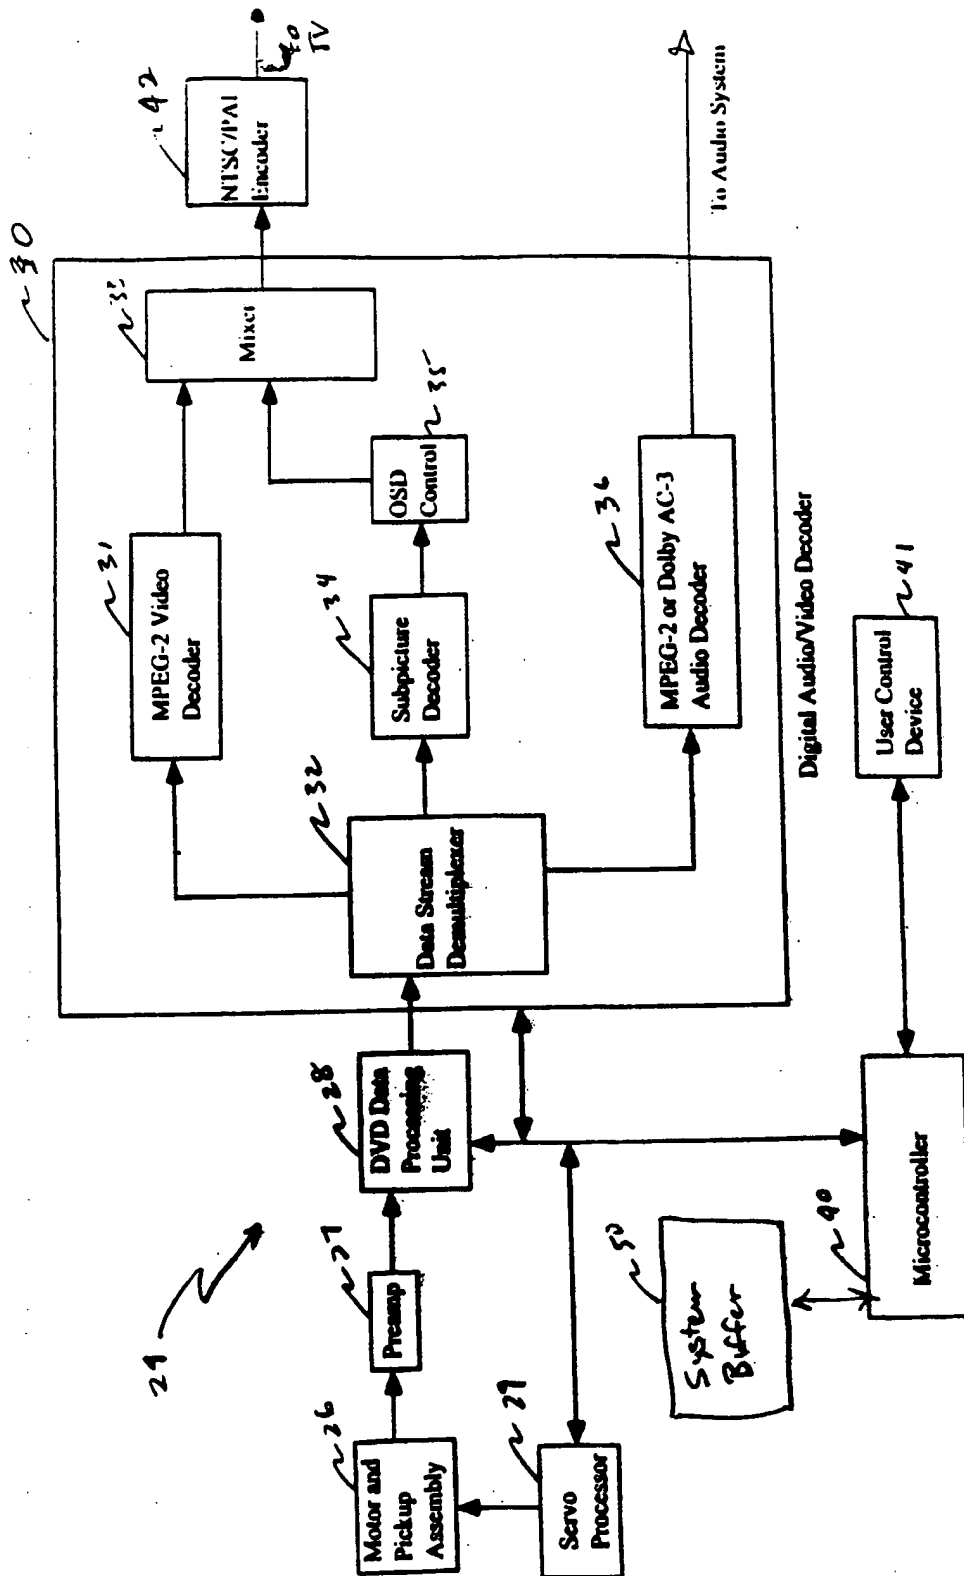 24
26
Motor and
Pickup
Assembly
27
Preamp
28
DVD Data
Processing
Unit
29
Servo
Processor
30
31
MPEG-2 Video
Decoder
32
Data Stream
Demultiplexer
34
Subpicture
Decoder
35
OSD
Control
Mixer
36
MPEG-2 or Dolby AC-3
Audio Decoder
Digital Audio/Video Decoder
42
NTSC/PAL
Encoder
to
TV
To Audio System
50
System
Buffer
40
Microcontroller
41
User Control
Device